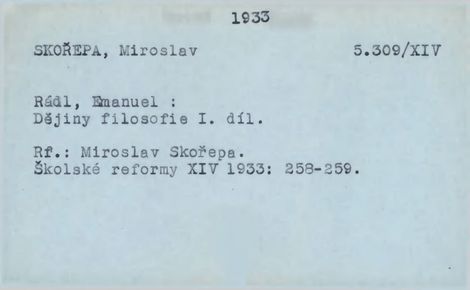 1933
SKOŘEPA, Miroslav 5.309/XIV
Rádl, Emanuel :
Dějiny filosofie I. díl.
Rf.: Miroslav Skořepa.
Školské reformy XIV 1933: 258-259.